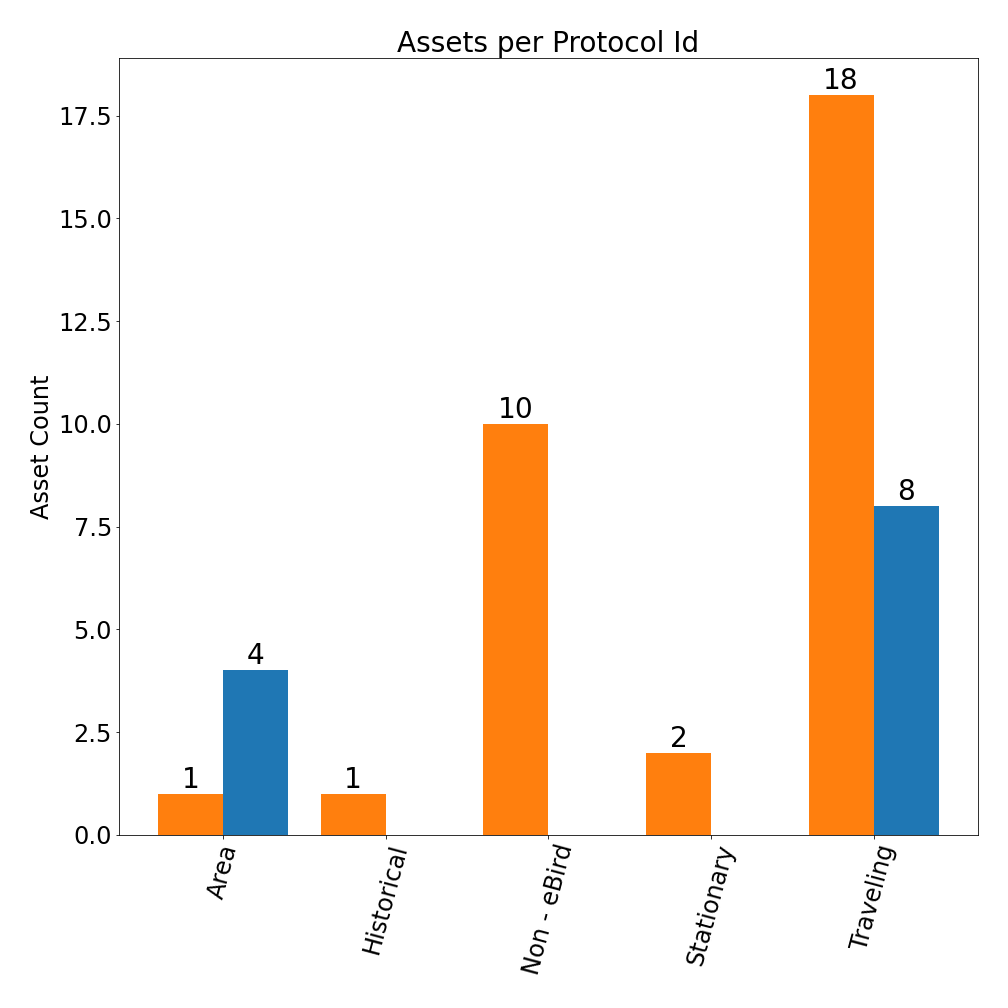 Assets per Protocol Id
Asset Count
17.5
15.0
12.5
10.0
7.5
5.0
2.5
0.0
1
4
1
10
2
18
8
Area
Historical
Non - eBird
Stationary
Traveling